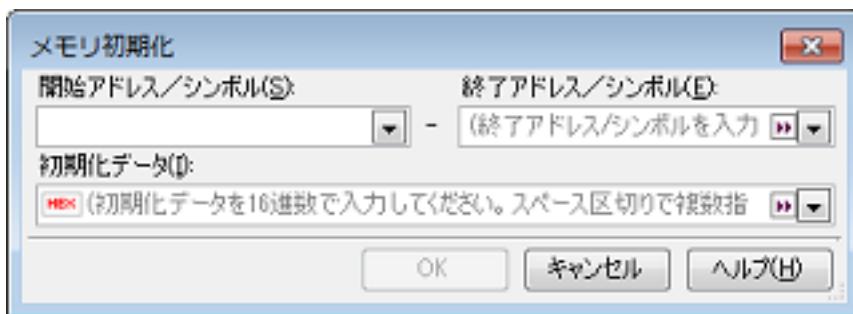 メモリ初期化
開始アドレス／シンボル(S):
終了アドレス／シンボル(E):
-
(終了アドレス/シンボルを入力
初期化データ(I):
HEX (初期化データを16進数で入力してください。スペース区切りで複数指
OK
キャンセル
ヘルプ(H)